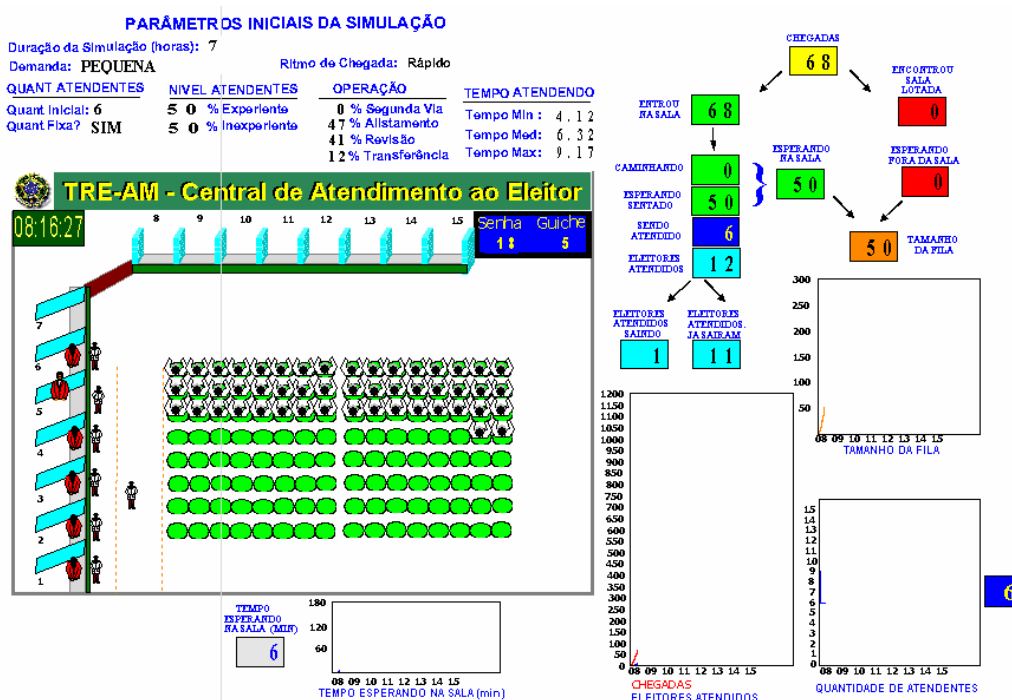 PARÂMETROS INICIAIS DA SIMULAÇÃO
Duração da Simulação (horas): 7
Demanda: PEQUENA
Ritmo de Chegada: Rápido
QUANT ATENDENTES
Quant Inicial: 6
Quant Fixa? SIM
NIVEL ATENDENTES
50 % Experiente
50 % Inexperiente
OPERAÇÃO
0 % Segunda Via
47 % Alistamento
41 % Revisão
12 % Transferência
TEMPO ATENDENDO
Tempo Min : 4.12
Tempo Med: 6.32
Tempo Max: 9.17
CHEGADAS
68
ENCONTROU
SALA
LOTADA
0
ENTROU
NA SALA
68
CAMINHANDO
0
ESPERANDO
SENTADO
50
ESPERANDO
NA SALA
50
ESPERANDO
FORA DA SALA
0
SENDO
ATENDIDO
6
ELEITORES
ATENDIDOS
12
50
TAMANHO
DA FILA
ELEITORES
ATENDIDOS
SAINDO
1
ELEITORES
ATENDIDOS.
JA SAIRAM
11
TRE-AM - Central de Atendimento ao Eleitor
08:16:27
8 9 10 11 12 13 14 15
Senha Guiche
18 5
7
6
5
4
3
2
1
300
200
150
100
50
08 09 10 11 12 13 14 15
TAMANHO DA FILA
1200
1150
1100
1050
1000
950
900
850
800
750
700
650
600
550
500
450
400
350
300
250
200
150
100
50
0
08 09 10 11 12 13 14 15
CHEGADAS
ELEITORES ATENDIDOS
15
14
13
12
11
10
9
8
7
6
5
4
3
2
1
0
08 09 10 11 12 13 14 15
QUANTIDADE DE ATENDENTES
6
TEMPO
ESPERANDO
NA SALA (MIN)
6
180
120
60
08 09 10 11 12 13 14 15
TEMPO ESPERANDO NA SALA (min)